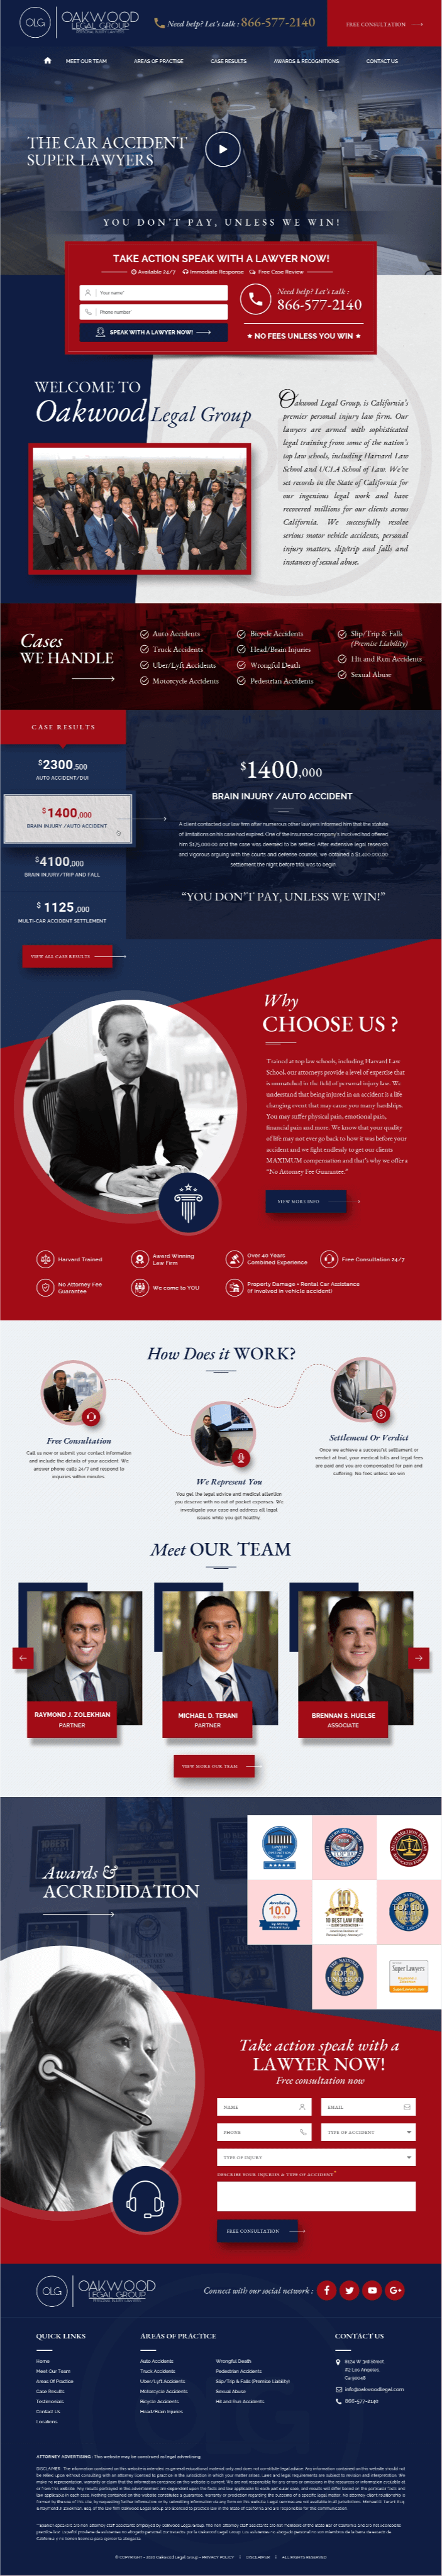 OLG
OAKWOOD
LEGAL GROUP
Need help? Let's talk : 866-577-2140
FREE CONSULTATION
MEET OUR TEAM
AREAS OF PRACTICE
CASE RESULTS
AWARDS & RECOGNITIONS
CONTACT US
THE CAR ACCIDENT
SUPER LAWYERS
YOU DON'T PAY, UNLESS WE WIN!
TAKE ACTION SPEAK WITH A LAWYER NOW!
Available 24/7 Immediate Response Free Case Review
Your name*
Phone number*
SPEAK WITH A LAWYER NOW!
Need help? Let's talk :
866-577-2140
★ NO FEES UNLESS YOU WIN ★
WELCOME TO
Oakwood Legal Group
Oakwood Legal Group, is California's
premier personal injury law firm. Our
lawyers are armed with sophisticated
legal training from some of the nation's
top law schools, including Harvard Law
School and UCLA School of Law. We've
set records in the State of California for
our ingenious legal work and have
recovered millions for our clients across
California. We successfully resolve
serious motor vehicle accidents, personal
injury matters, slip/trip and falls and
instances of sexual abuse.
Cases
WE HANDLE
Auto Accidents
Truck Accidents
Uber/Lyft Accidents
Motorcycle Accidents
Bicycle Accidents
Head/Brain Injuries
Wrongful Death
Pedestrian Accidents
Slip/Trip & Falls
(Premise Liability)
Hit and Run Accidents
Sexual Abuse
CASE RESULTS
$2300,500
AUTO ACCIDENT/DUI
$1400,000
BRAIN INJURY /AUTO ACCIDENT
$4100,000
BRAIN INJURY/TRIP AND FALL
$ 1125,000
MULTI-CAR ACCIDENT SETTLEMENT
VIEW ALL CASE RESULTS
$1400,000
BRAIN INJURY /AUTO ACCIDENT
A client contacted our law firm after numerous other lawyers informed him that the statute
of limitations on his case had expired. One of the insurance company's involved had offered
him $175,000.00 and the case was deemed to be settled. After extensive legal research
and vigorous arguing with the courts and defense counsel, we obtained a $1,400,000.00
settlement the night before trial was to begin
“YOU DON'T PAY, UNLESS WE WIN!”
Why
CHOOSE US ?
Trained at top law schools, including Harvard Law
School, our attorneys provide a level of expertise that
is unmatched in the field of personal injury law. We
understand that being injured in an accident is a life
changing event that cause you many hardships.
You may suffer physical pain, emotional pain,
financial pain and more. We know that your quality
of life may not ever go back to how it was before your
accident and we fight endlessly to get our clients
MAXIMUM compensation and that's why we offer a
"No Attorney Fee Guarantee."
VIEW MORE INFO
Harvard Trained
Award Winning
Law Firm
Over 40 Years
Combined Experience
Free Consultation 24/7
No Attorney Fee
Guarantee
We come to YOU
Property Damage + Rental Car Assistance
(if involved in vehicle accident)
How Does it WORK?
Free Consultation
Call us now or submit your contact information
and include the details of your accident. We
answer phone calls 24/7 and respond to
inquiries within minutes
We Represent You
You get the legal advice and medical attention
you deserve with no out of pocket expenses. We
investigate your case and address all legal
issues while you get healthy
Settlement Or Verdict
Once we achieve a successful settlement or
verdict at trial, your medical bills and legal fees
are paid and you are compensated for pain and
suffering. No fees unless we win
Meet OUR TEAM
RAYMOND J. ZOLEKHIAN
PARTNER
MICHAEL D. TERANI
PARTNER
BRENNAN S. HUELSE
ASSOCIATE
VIEW MORE OUR TEAM
Awards &
ACCREDIDATION
10.0
10 BEST LAW FIRM
Super Lawyers
Take action speak with a
LAWYER NOW!
Free consultation now
NAME
EMAIL
PHONE
TYPE OF ACCIDENT
TYPE OF INJURY
DESCRIBE YOUR INJURIES & TYPE OF ACCIDENT*
FREE CONSULTATION
OLG
OAKWOOD
LEGAL GROUP
Connect with our social network :
QUICK LINKS
Home
Meet Our Team
Areas Of Practice
Case Results
Testimonials
Contact Us
Locations
AREAS OF PRACTICE
Auto Accidents
Truck Accidents
Uber/Lyft Accidents
Motorcycle Accidents
Bicycle Accidents
Head/Brain Injuries
Wrongful Death
Pedestrian Accidents
Slip/Trip & Falls (Premise Liability)
Sexual Abuse
Hit and Run Accidents
CONTACT US
8124 W 3rd Street
#2 Los Angeles,
Ca 90048
info@oakwoodlegal.com
866-577-2140
ATTORNEY ADVERTISING : This website may be construed as legal advertising